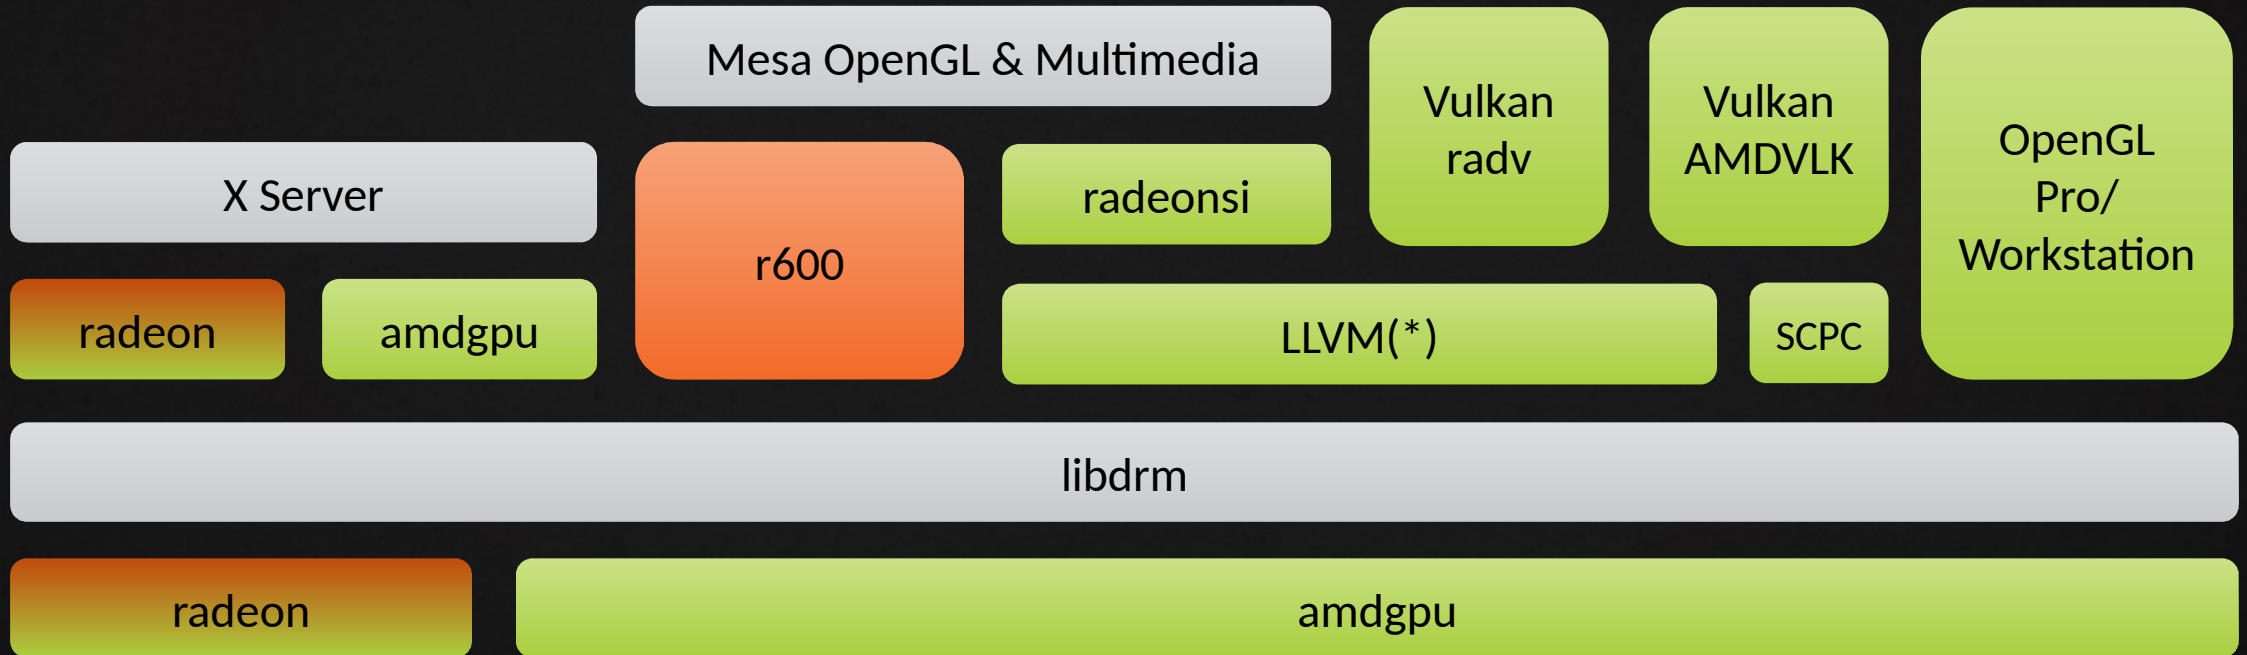 Mesa OpenGL & Multimedia
Vulkan
radv
Vulkan
AMDVLK
OpenGL
Pro/
Workstation
X Server
r600
radeonsi
radeon
amdgpu
LLVM(*)
SCPC
libdrm
radeon
amdgpu